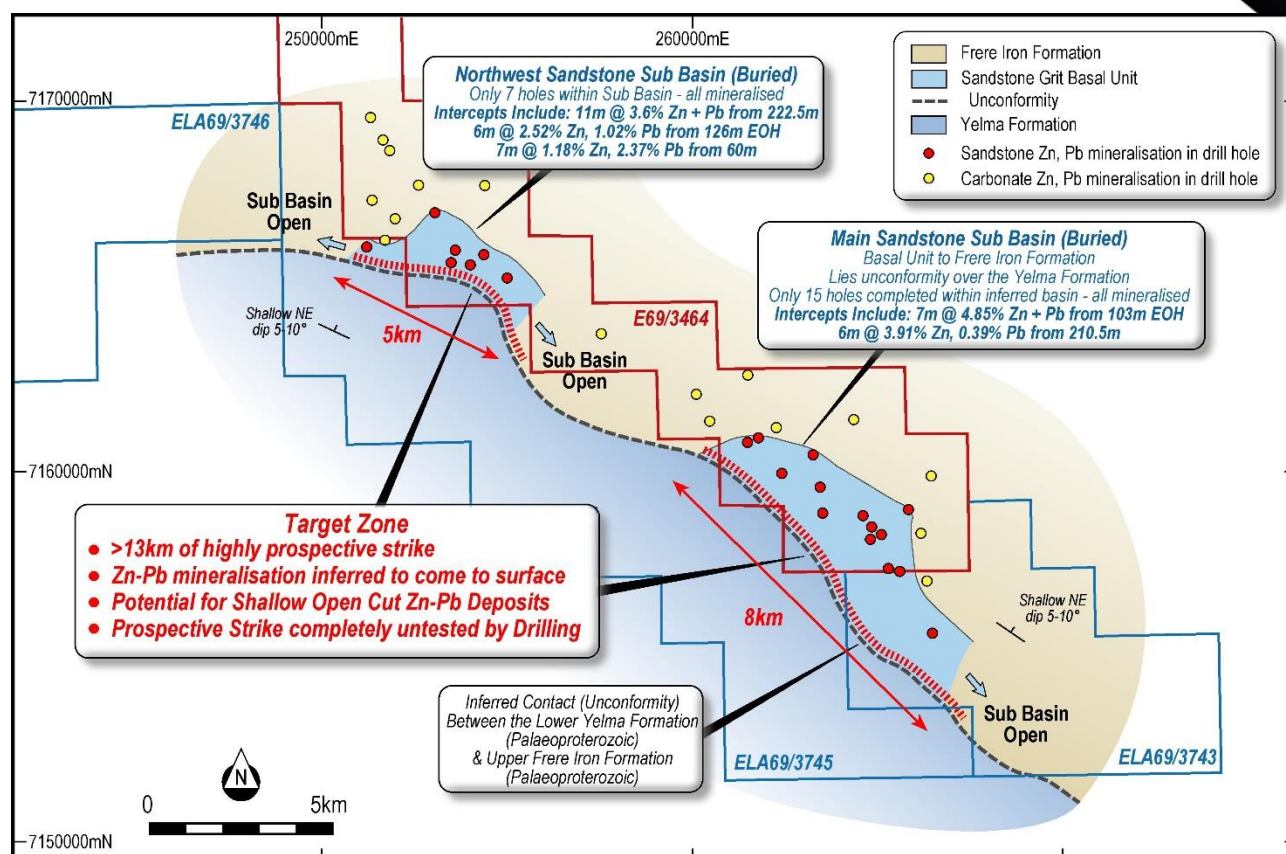 250000mE
260000mE
7170000mN
7160000mN
7150000mN
Frere Iron Formation
Sandstone Grit Basal Unit
Unconformity
Yelma Formation
Sandstone Zn, Pb mineralisation in drill hole
Carbonate Zn, Pb mineralisation in drill hole
Northwest Sandstone Sub Basin (Buried)
Only 7 holes within Sub Basin - all mineralised
Intercepts Include: 11m @ 3.6% Zn + Pb from 222.5m
6m @ 2.52% Zn, 1.02% Pb from 126m EOH
7m @ 1.18% Zn, 2.37% Pb from 60m
ELA69/3746
Sub Basin
Open
Main Sandstone Sub Basin (Buried)
Basal Unit to Frere Iron Formation
Lies unconformity over the Yelma Formation
Only 15 holes completed within inferred basin - all mineralised
Intercepts Include: 7m @ 4.85% Zn + Pb from 103m EOH
6m @ 3.91% Zn, 0.39% Pb from 210.5m
Shallow NE
dip 5-10°
5km
E69/3464
Sub Basin
Open
Target Zone
• >13km of highly prospective strike
• Zn-Pb mineralisation inferred to come to surface
• Potential for Shallow Open Cut Zn-Pb Deposits
• Prospective Strike completely untested by Drilling
8km
Shallow NE
dip 5-10°
Inferred Contact (Unconformity)
Between the Lower Yelma Formation
(Palaeoproterozoic)
& Upper Frere Iron Formation
(Palaeoproterozoic)
Sub Basin
Open
ELA69/3745
ELA69/3743
N
0
5km